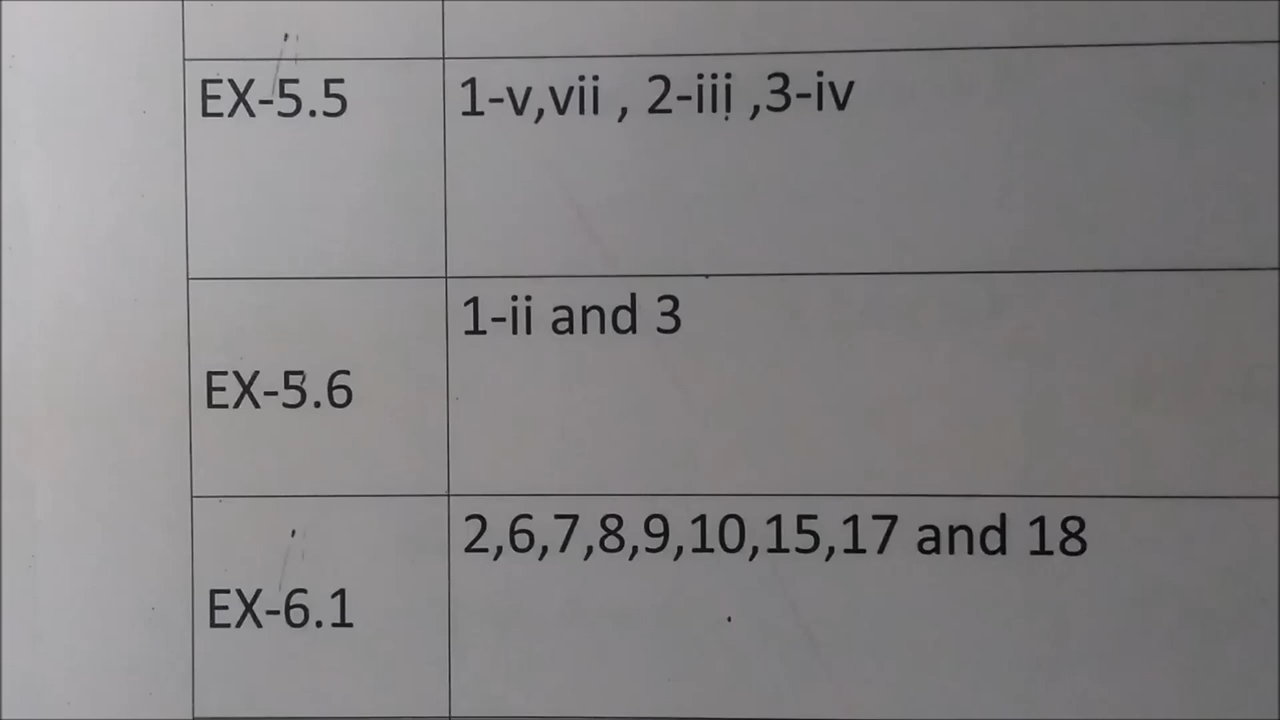 EX-5.5 1-v,vii , 2-iii ,3-iv
1-ii and 3
EX-5.6
2,6,7,8,9,10,15,17 and 18
EX-6.1